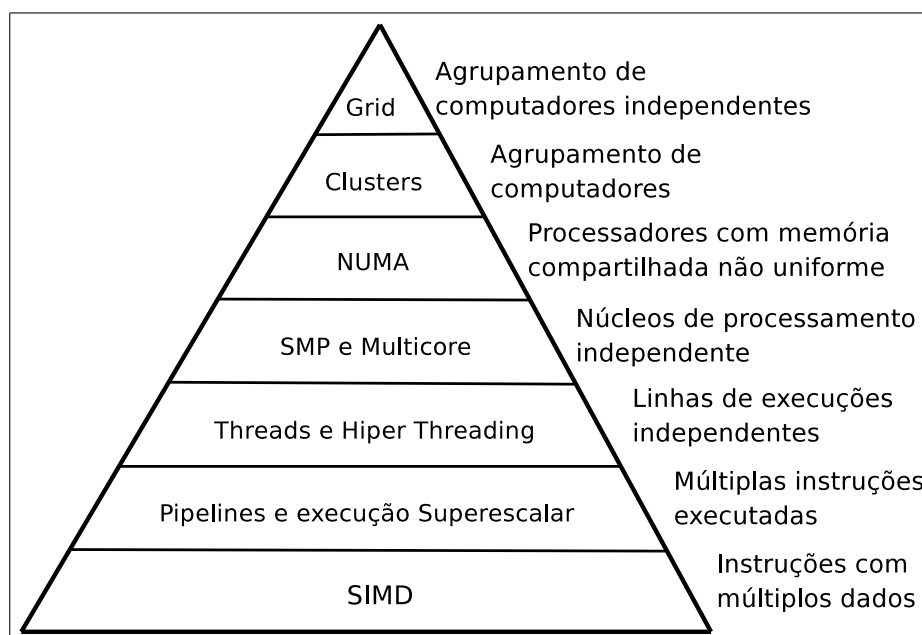 Agrupamento de
computadores independentes
Grid
Agrupamento de
computadores
Clusters
Processadores com memória
compartilhada não uniforme
NUMA
Núcleos de processamento
independente
SMP e Multicore
Linhas de execuções
independentes
Threads e Hiper Threading
Múltiplas instruções
executadas
Pipelines e execução Superescalar
Instruções com
múltiplos dados
SIMD